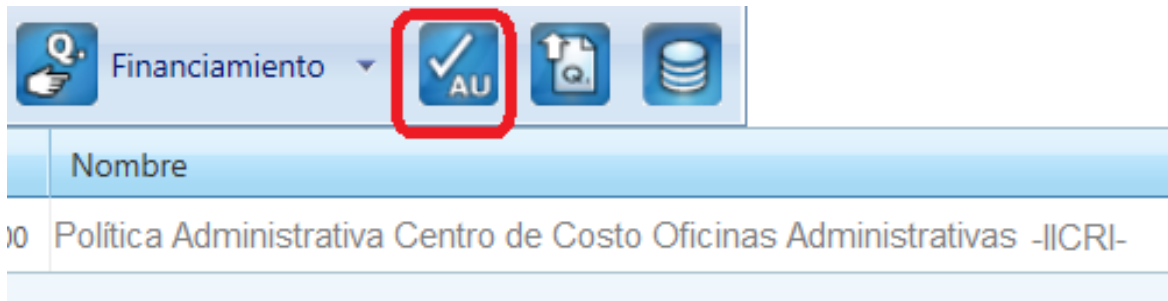 Q.
Financiamiento
AU
Q.
Nombre
00 Política Administrativa Centro de Costo Oficinas Administrativas -IICRI-